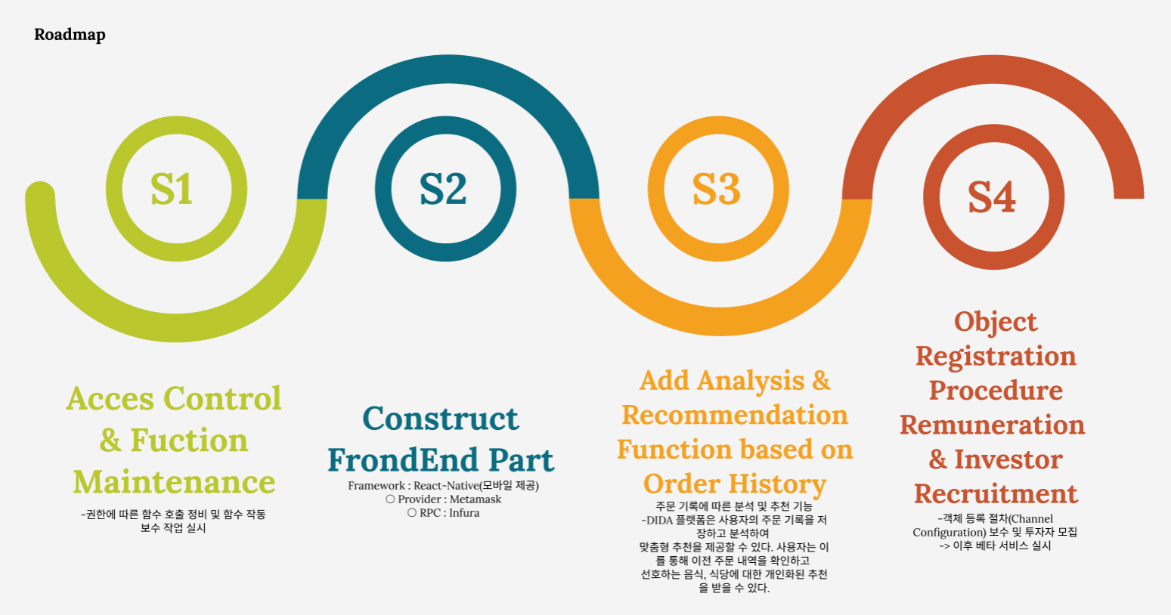 Roadmap
S1
Acces Control
& Fuction
Maintenance
-권한에 따른 함수 호출 정비 및 함수 작동
보수 작업 실시
S2
Construct
FrondEnd Part
Framework : React-Native(모바일 제공)
○ Provider : Metamask
○ RPC : Infura
S3
Add Analysis &
Recommendation
Function based on
Order History
주문 기록에 따른 분석 및 추천 기능
-DIDA 플랫폼은 사용자의 주문 기록을 저
장하고 분석하여
맞춤형 추천을 제공할 수 있다. 사용자는 이
를 통해 이전 주문 내역을 확인하고
선호하는 음식, 식당에 대한 개인화된 추천
을 받을 수 있다.
S4
Object
Registration
Procedure
Remuneration
& Investor
Recruitment
-객체 등록 절차(Channel
Configuration) 보수 및 투자자 모집
-> 이후 베타 서비스 실시